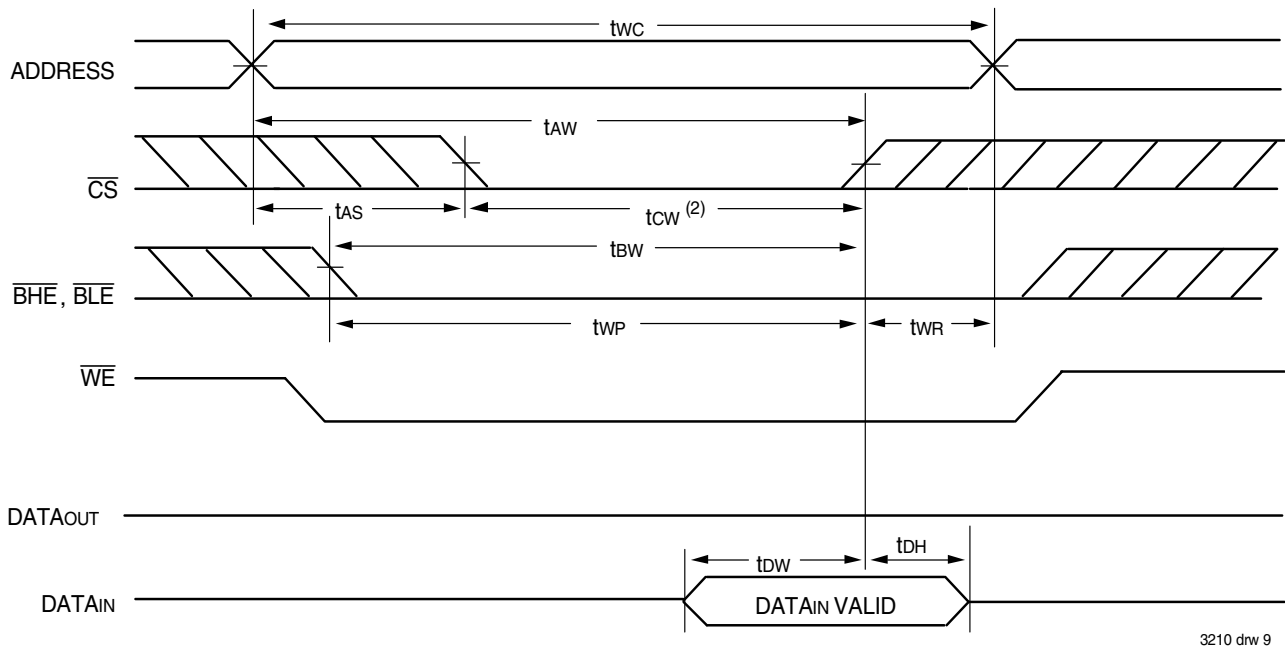 tWC
ADDRESS
tAW
CS
tAS
tCW (2)
tBW
BHE, BLE
tWP
tWR
WE
DATAOUT
tDW
tDH
DATAIN
DATAIN VALID
3210 drw 9